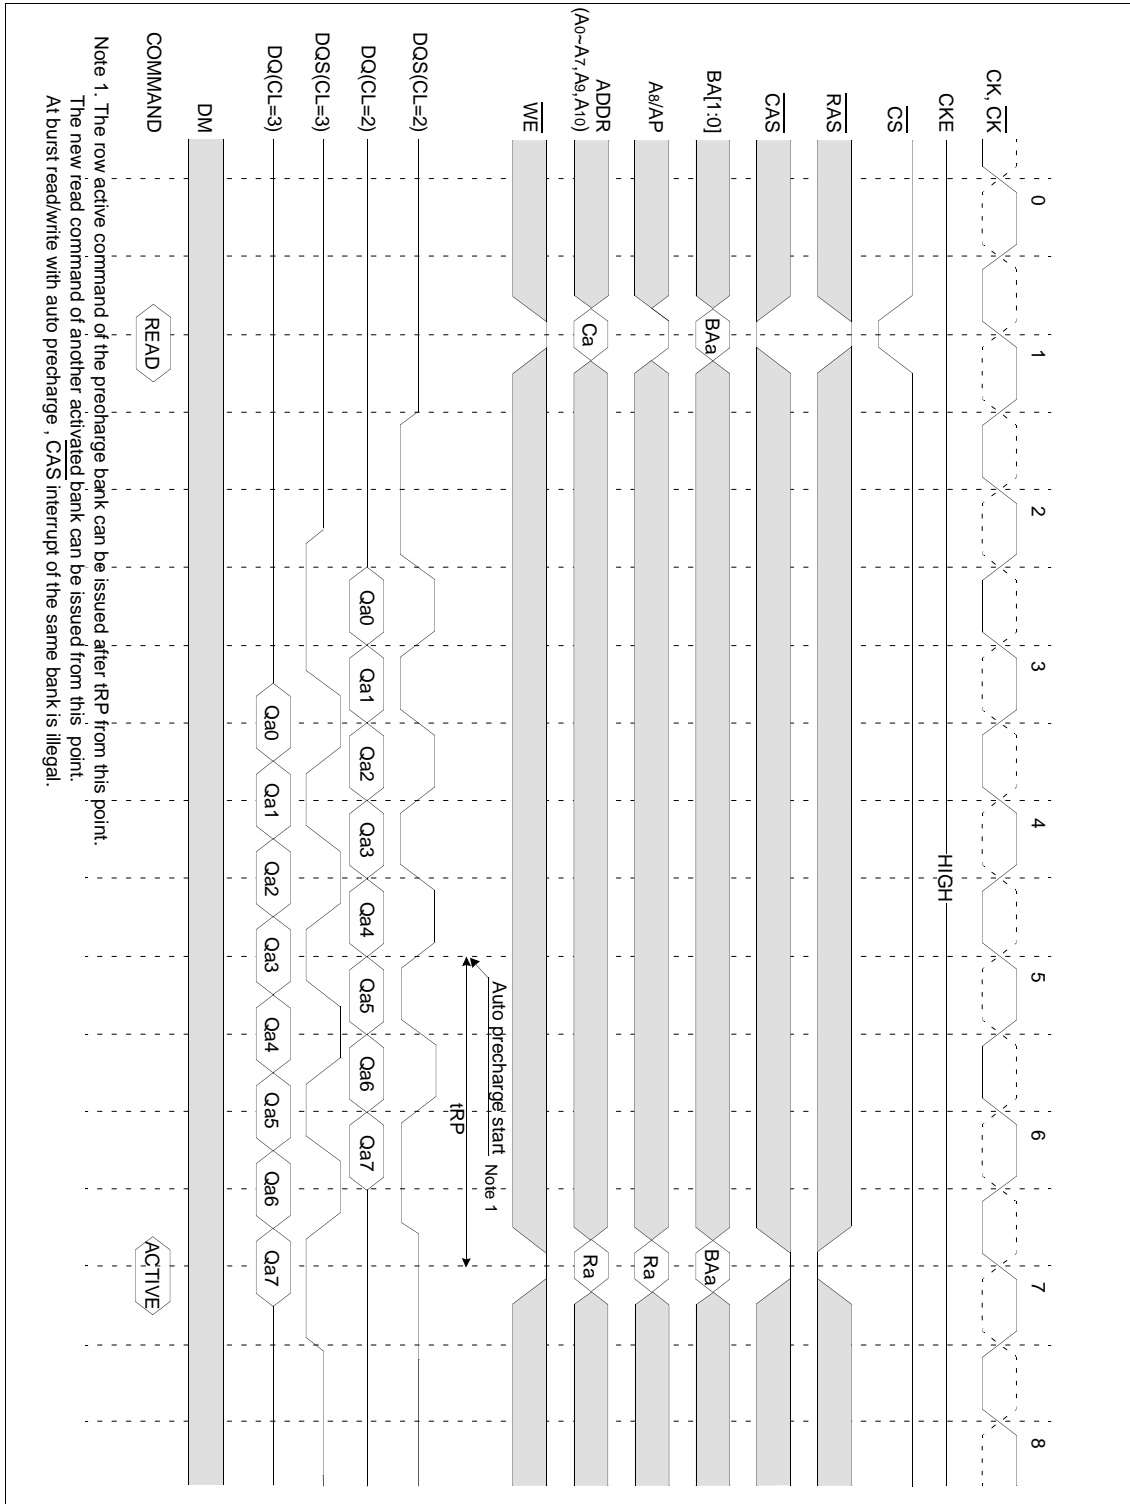 0 1 2 3 4 5 6 7 8
CK, CK
CKE HIGH
CS
RAS
CAS
BA[1:0] BAa BAa
A8/AP Ra
ADDR
(A0~A7,A9,A10) Ca Ra
WE
Auto precharge start Note 1
tRP
DQS(CL=2)
DQ(CL=2) Qa0 Qa1 Qa2 Qa3 Qa4 Qa5 Qa6 Qa7
DQS(CL=3)
DQ(CL=3) Qa0 Qa1 Qa2 Qa3 Qa4 Qa5 Qa6 Qa7
DM
COMMAND READ ACTIVE
Note 1. The row active command of the precharge bank can be issued after tRP from this point.
The new read command of another activated bank can be issued from this point.
At burst read/write with auto precharge , CAS interrupt of the same bank is illegal.